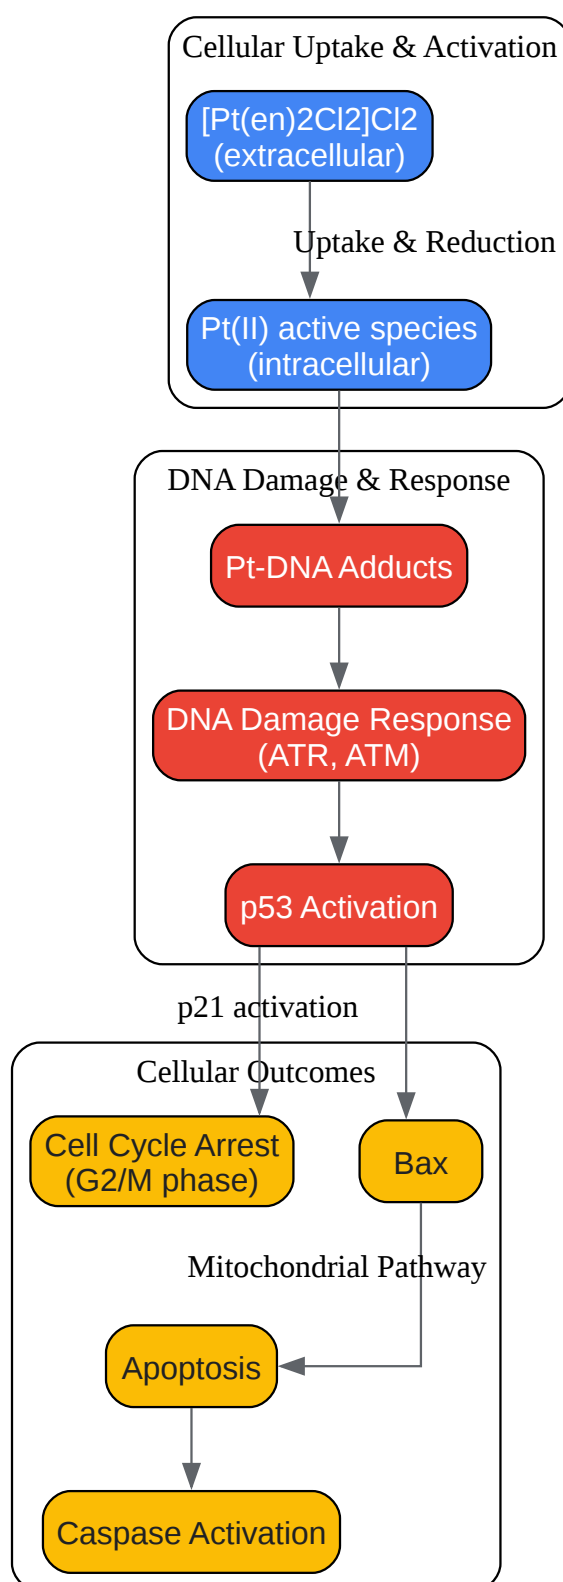 Cellular Uptake & Activation
[Pt(en)2Cl2]Cl2
(extracellular)
Uptake & Reduction
Pt(II) active species
(intracellular)
DNA Damage & Response
Pt-DNA Adducts
DNA Damage Response
(ATR, ATM)
p53 Activation
p21 activation
Cellular Outcomes
Cell Cycle Arrest
(G2/M phase)
Bax
Mitochondrial Pathway
Apoptosis
Caspase Activation